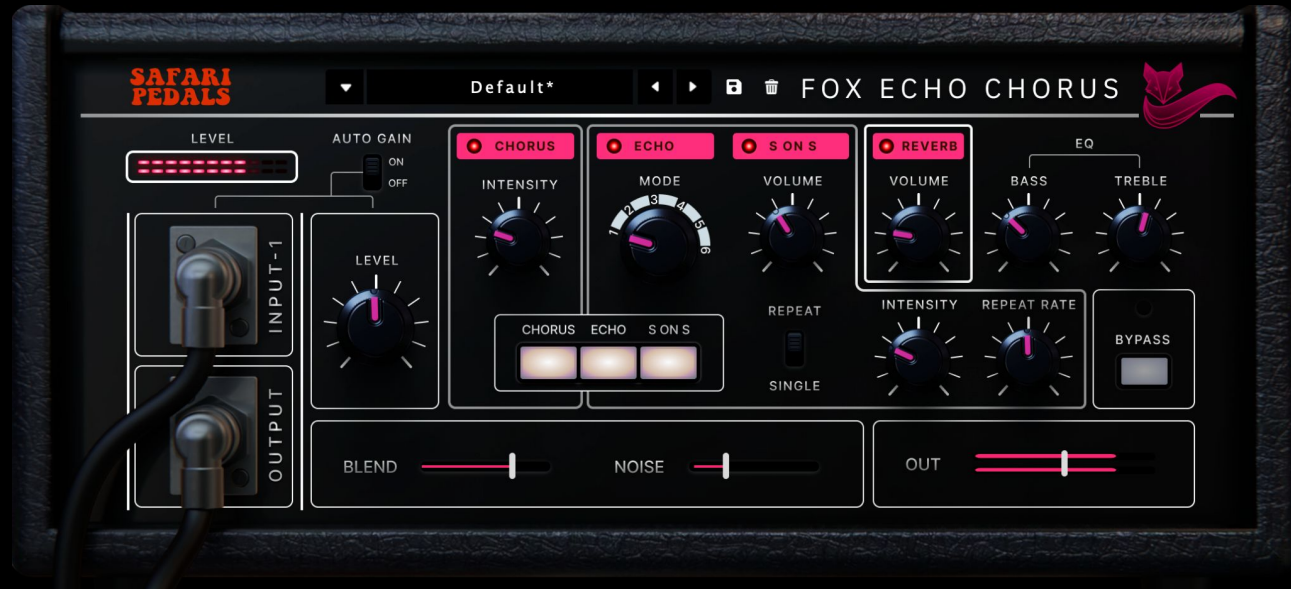 SAFARI
PEDALS
Default*
FOX ECHO CHORUS
LEVEL
AUTO GAIN
ON
OFF
INPUT-1
OUTPUT
LEVEL
CHORUS
INTENSITY
ECHO
MODE
1 2 3 4 5 6
S ON S
VOLUME
REVERB
VOLUME
EQ
BASS
TREBLE
CHORUS ECHO S ON S
REPEAT
SINGLE
INTENSITY
REPEAT RATE
BYPASS
BLEND
NOISE
OUT